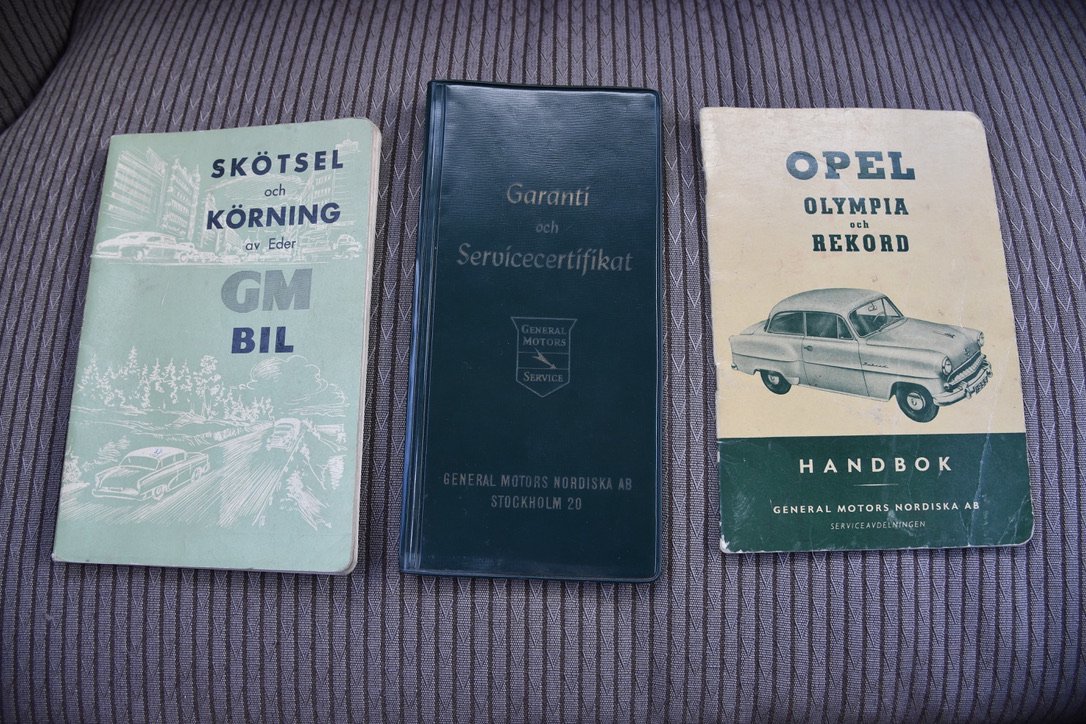 SKÖTSEL
och
KÖRNING
av Eder
GM
BIL
Garanti
och
Servicecertifikat
GENERAL
MOTORS
SERVICE
GENERAL MOTORS NORDISKA AB
STOCKHOLM 20
OPEL
OLYMPIA
och
REKORD
HANDBOK
GENERAL MOTORS NORDISKA AB
SERVICEAVDELNINGEN